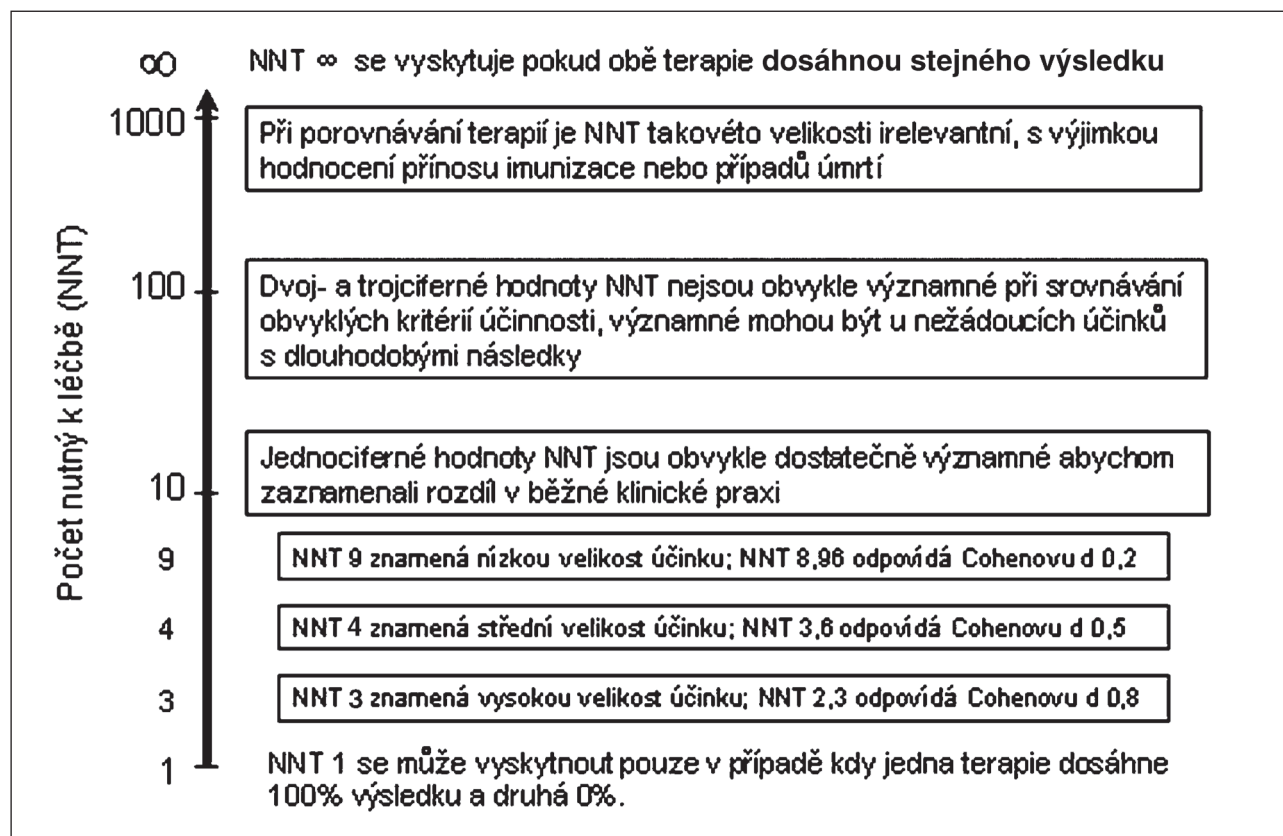 ∞ NNT ∞ se vyskytuje pokud obě terapie dosáhnou stejného výsledku
1000
Při porovnávání terapií je NNT takovéto velikosti irelevantní, s výjimkou
hodnocení přínosu imunizace nebo případů úmrtí
Počet nutný k léčbě (NNT)
100
Dvoj- a trojciferné hodnoty NNT nejsou obvykle významné při srovnávání
obvyklých kritérií účinnosti, významné mohou být u nežádoucích účinků
s dlouhodobými následky
10
Jednociferné hodnoty NNT jsou obvykle dostatečně významné abychom
zaznamenali rozdíl v běžné klinické praxi
9 NNT 9 znamená nízkou velikost účinku; NNT 8,96 odpovídá Cohenovu d 0,2
4 NNT 4 znamená střední velikost účinku; NNT 3,6 odpovídá Cohenovu d 0,5
3 NNT 3 znamená vysokou velikost účinku; NNT 2,3 odpovídá Cohenovu d 0,8
1 NNT 1 se může vyskytnout pouze v případě kdy jedna terapie dosáhne
100% výsledku a druhá 0%.